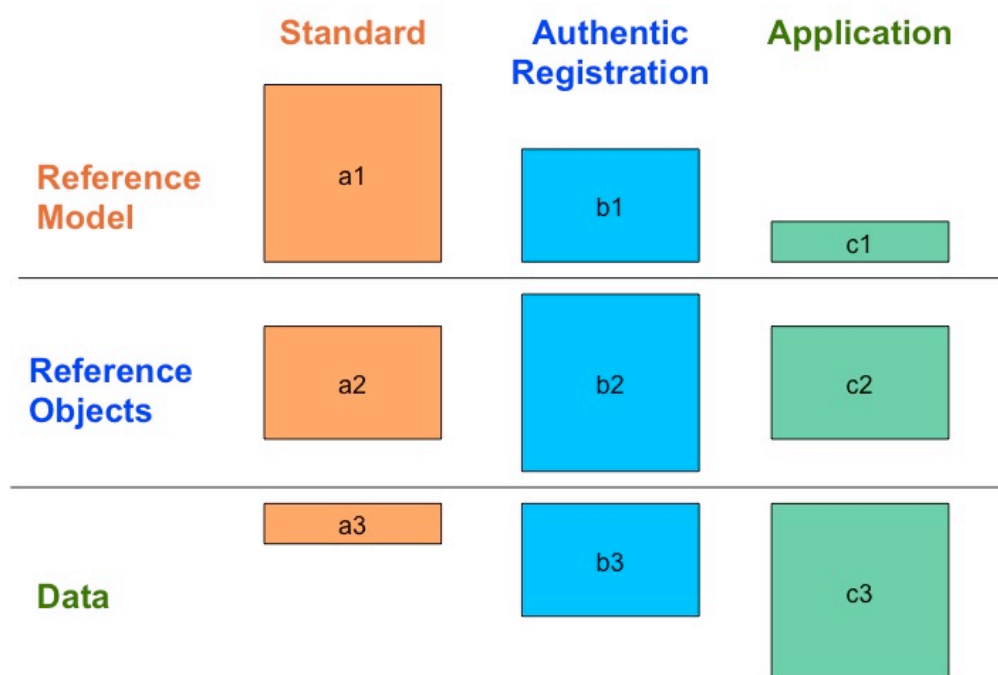 Standard
Authentic
Registration
Application
Reference
Model
a1
b1
c1
Reference
Objects
a2
b2
c2
Data
a3
b3
c3